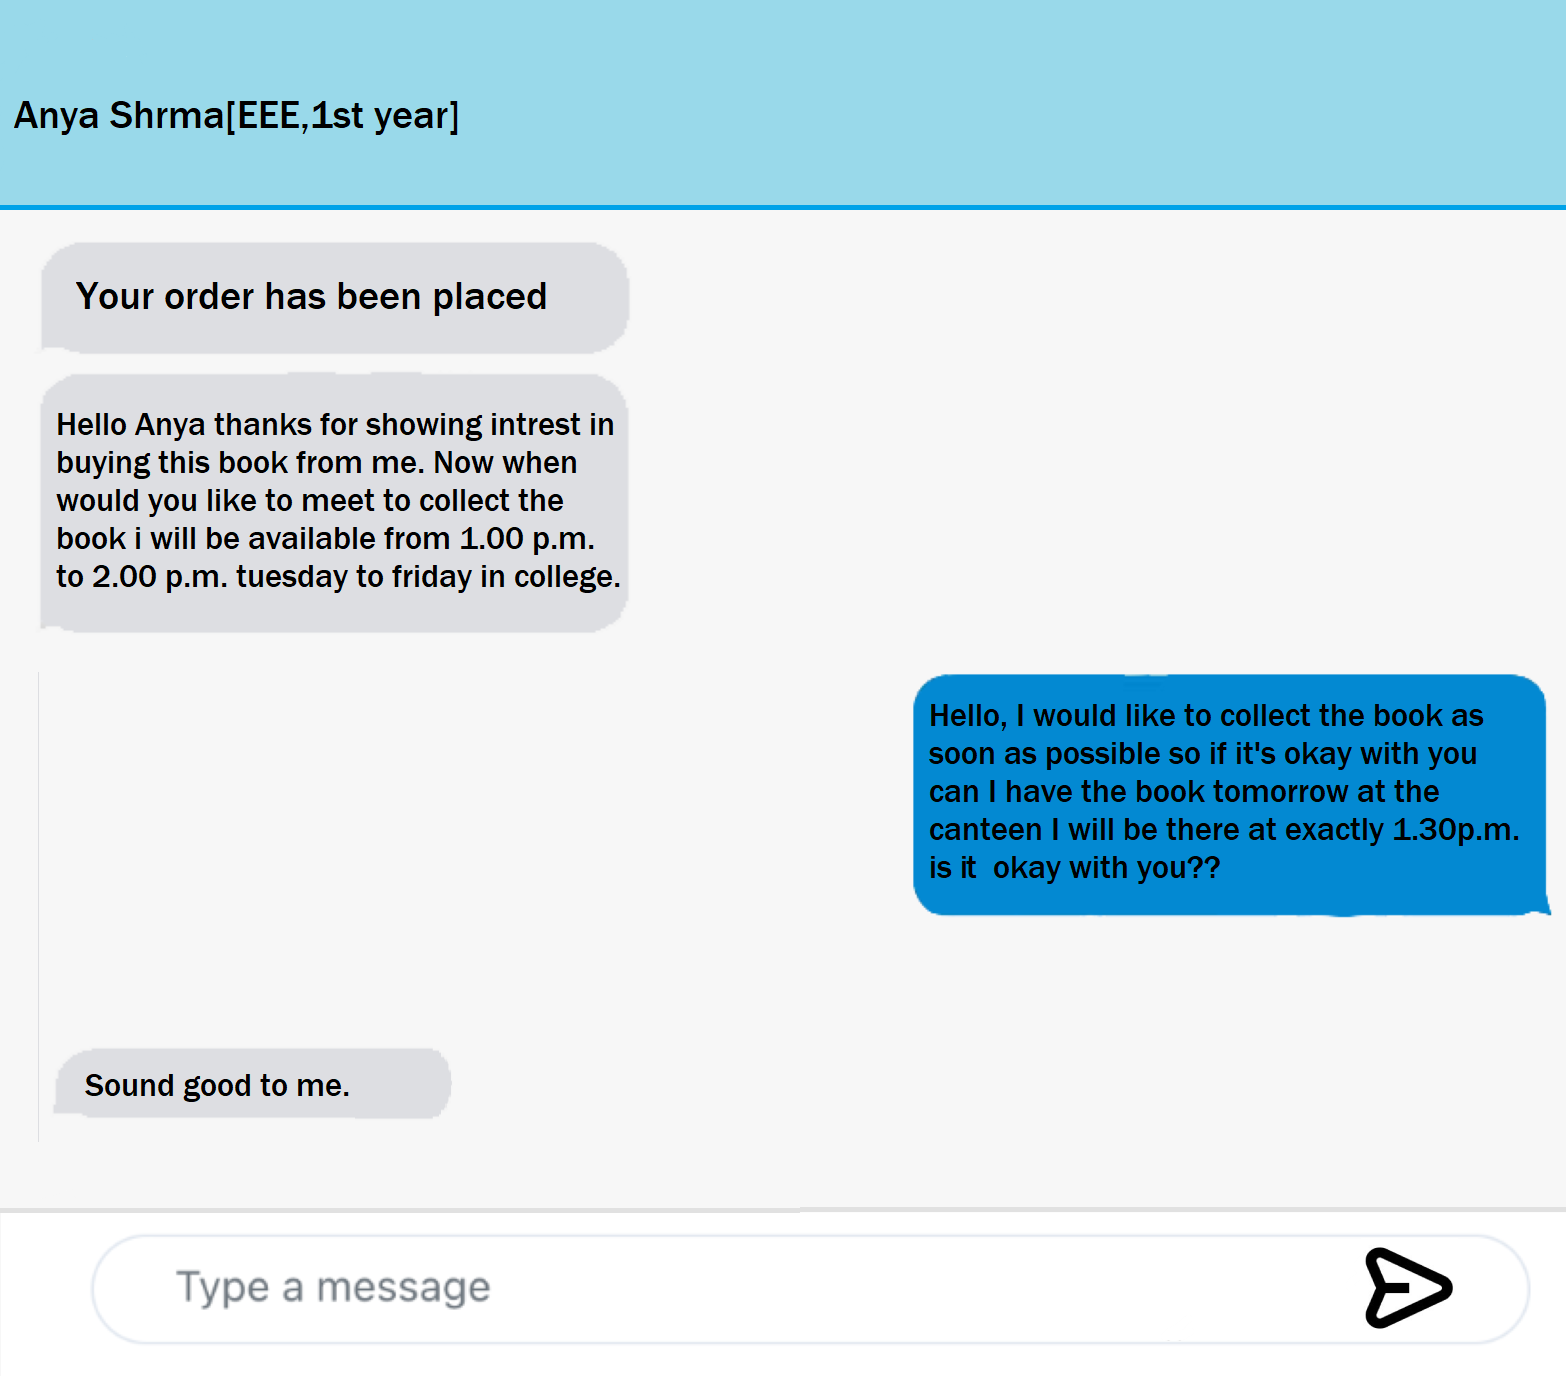 Anya Shrma[EEE,1st year]
Your order has been placed
Hello Anya thanks for showing intrest in
buying this book from me. Now when
would you like to meet to collect the
book i will be available from 1.00 p.m.
to 2.00 p.m. tuesday to friday in college.
Hello, I would like to collect the book as
soon as possible so if it's okay with you
can I have the book tomorrow at the
canteen I will be there at exactly 1.30p.m.
is it  okay with you??
Sound good to me.
Type a message